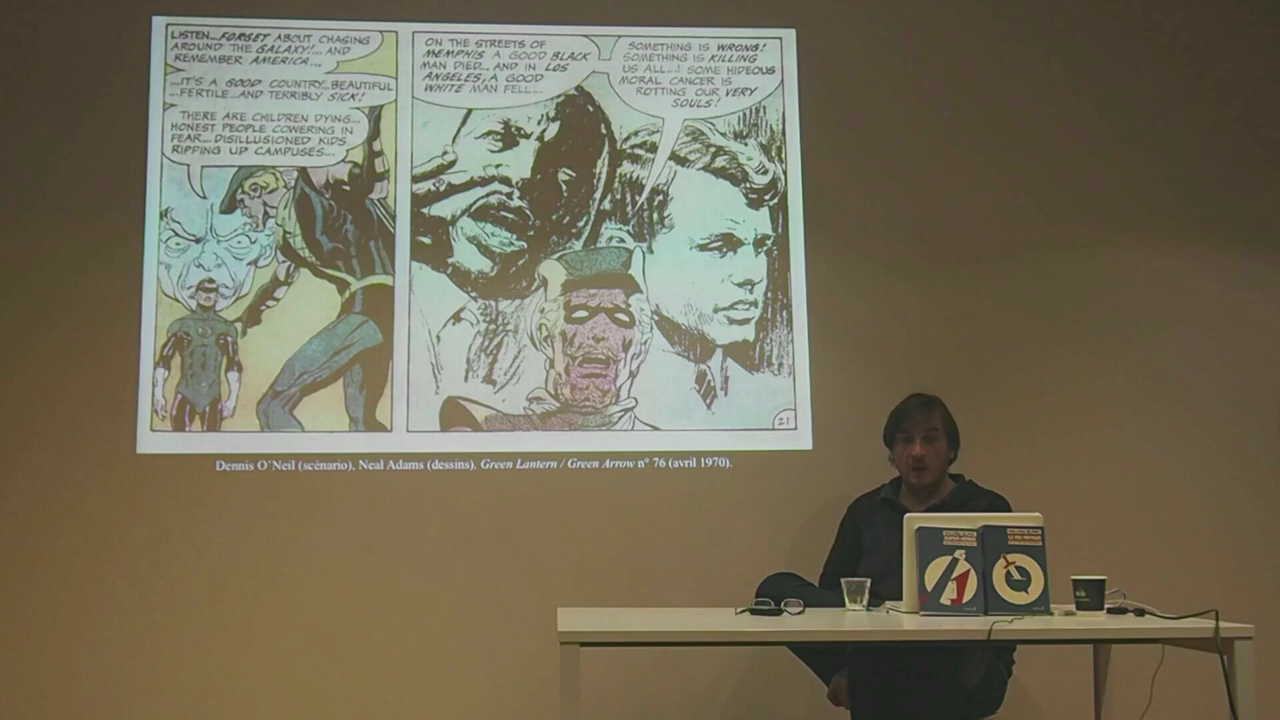 LISTEN...FORGET ABOUT CHASING
AROUND THE GALAXY!...AND
REMEMBER AMERICA...
...IT'S A GOOD COUNTRY...BEAUTIFUL
...FERTILE...AND TERRIBLY SICK!
THERE ARE CHILDREN DYING...
HONEST PEOPLE COWERING IN
FEAR...DISILLUSIONED KIDS
RIPPING UP CAMPUSES...
ON THE STREETS OF
MEMPHIS A GOOD BLACK
MAN DIED... AND IN LOS
ANGELES, A GOOD
WHITE MAN FELL...
SOMETHING IS WRONG!
SOMETHING IS KILLING
US ALL...! SOME HIDEOUS
MORAL CANCER IS
ROTTING OUR VERY
SOULS!
21
Dennis O'Neil (scénario), Neal Adams (dessins), Green Lantern / Green Arrow n° 76 (avril 1970).